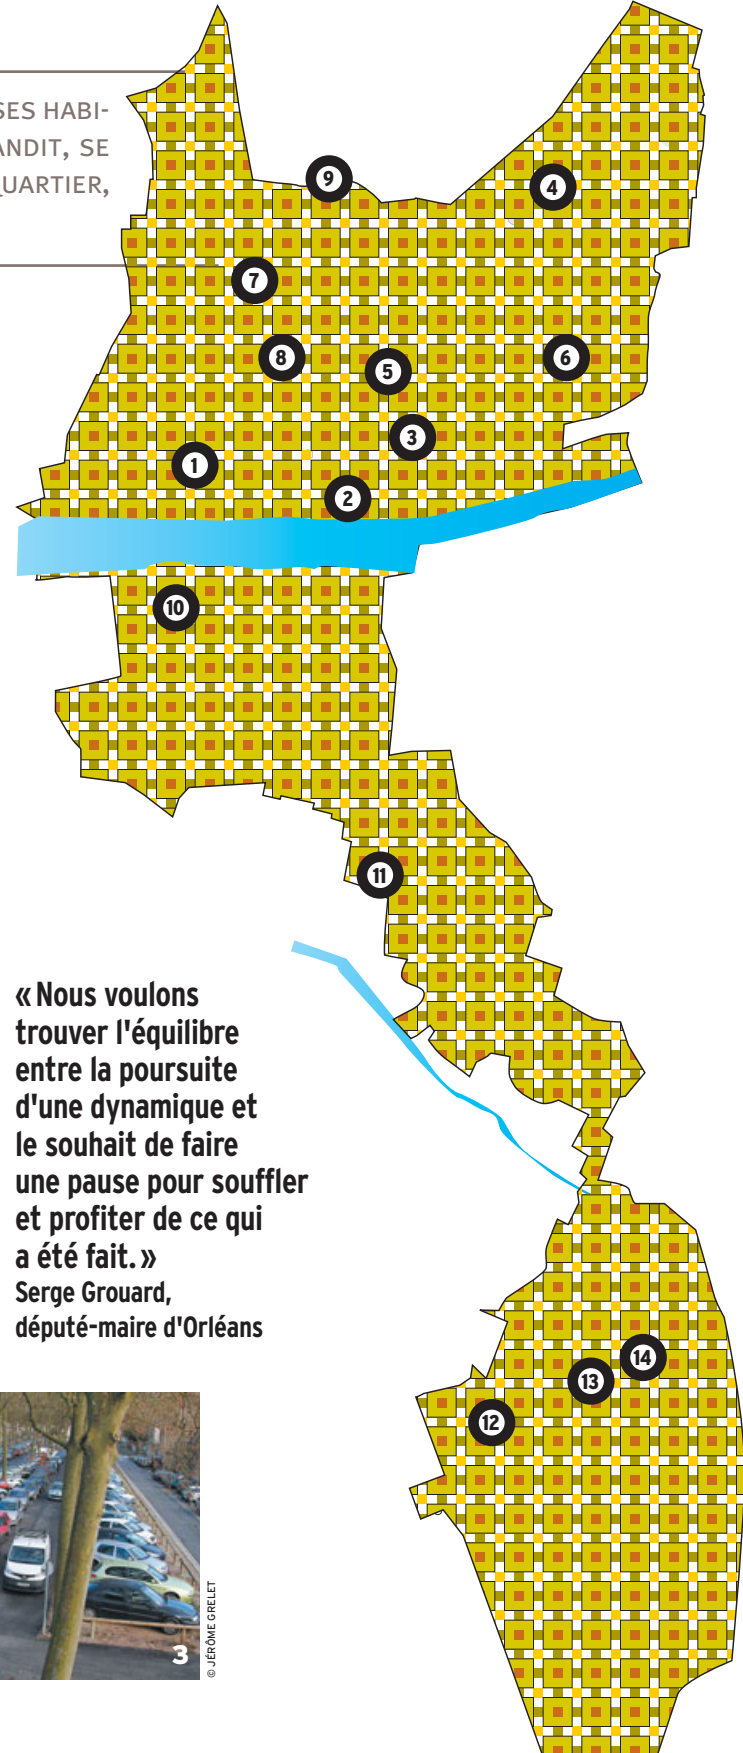 SES HABI-
ANDIT, SE
QUARTIER,
9
4
7
8
5
6
3
1
2
10
11
«Nous voulons
trouver l'équilibre
entre la poursuite
d'une dynamique et
le souhait de faire
une pause pour souffler
et profiter de ce qui
a été fait.»
Serge Grouard,
député-maire d'Orléans
14
13
12
3
© JÉRÔME GRELET